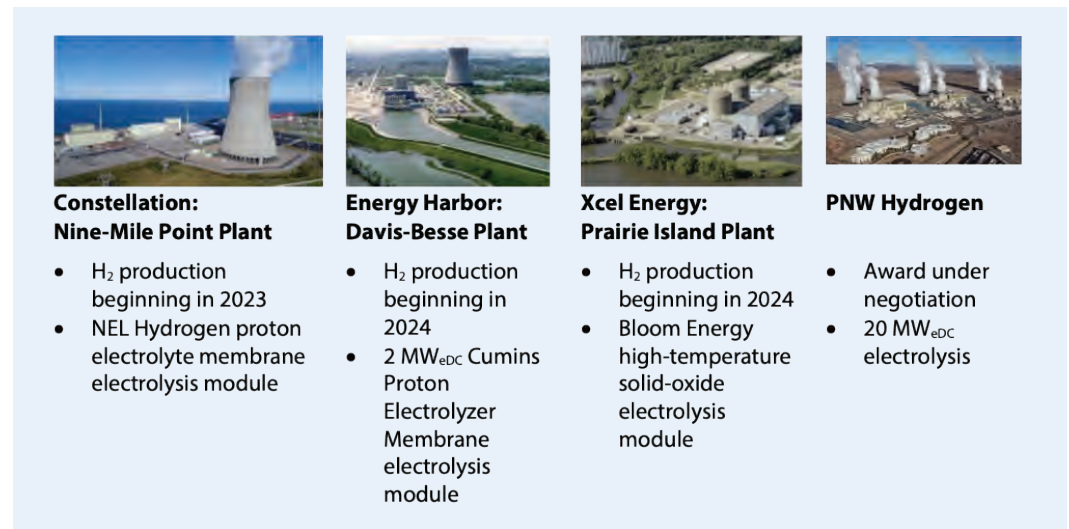 Constellation:
Nine-Mile Point Plant
• H₂ production
beginning in 2023
• NEL Hydrogen proton
electrolyte membrane
electrolysis module
Energy Harbor:
Davis-Besse Plant
• H₂ production
beginning in
2024
• 2 MWeDC Cumins
Proton
Electrolyzer
Membrane
electrolysis
module
Xcel Energy:
Prairie Island Plant
• H₂ production
beginning in 2024
• Bloom Energy
high-temperature
solid-oxide
electrolysis
module
PNW Hydrogen
• Award under
negotiation
• 20 MWeDC
electrolysis